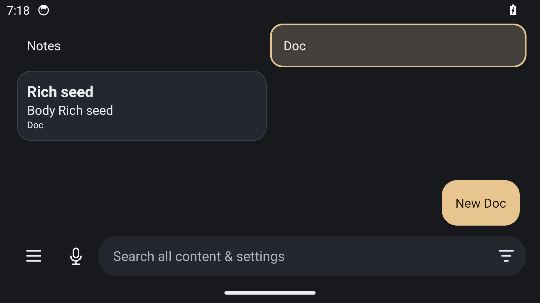 7:18
Notes
Doc
Rich seed
Body Rich seed
Doc
New Doc
Search all content & settings